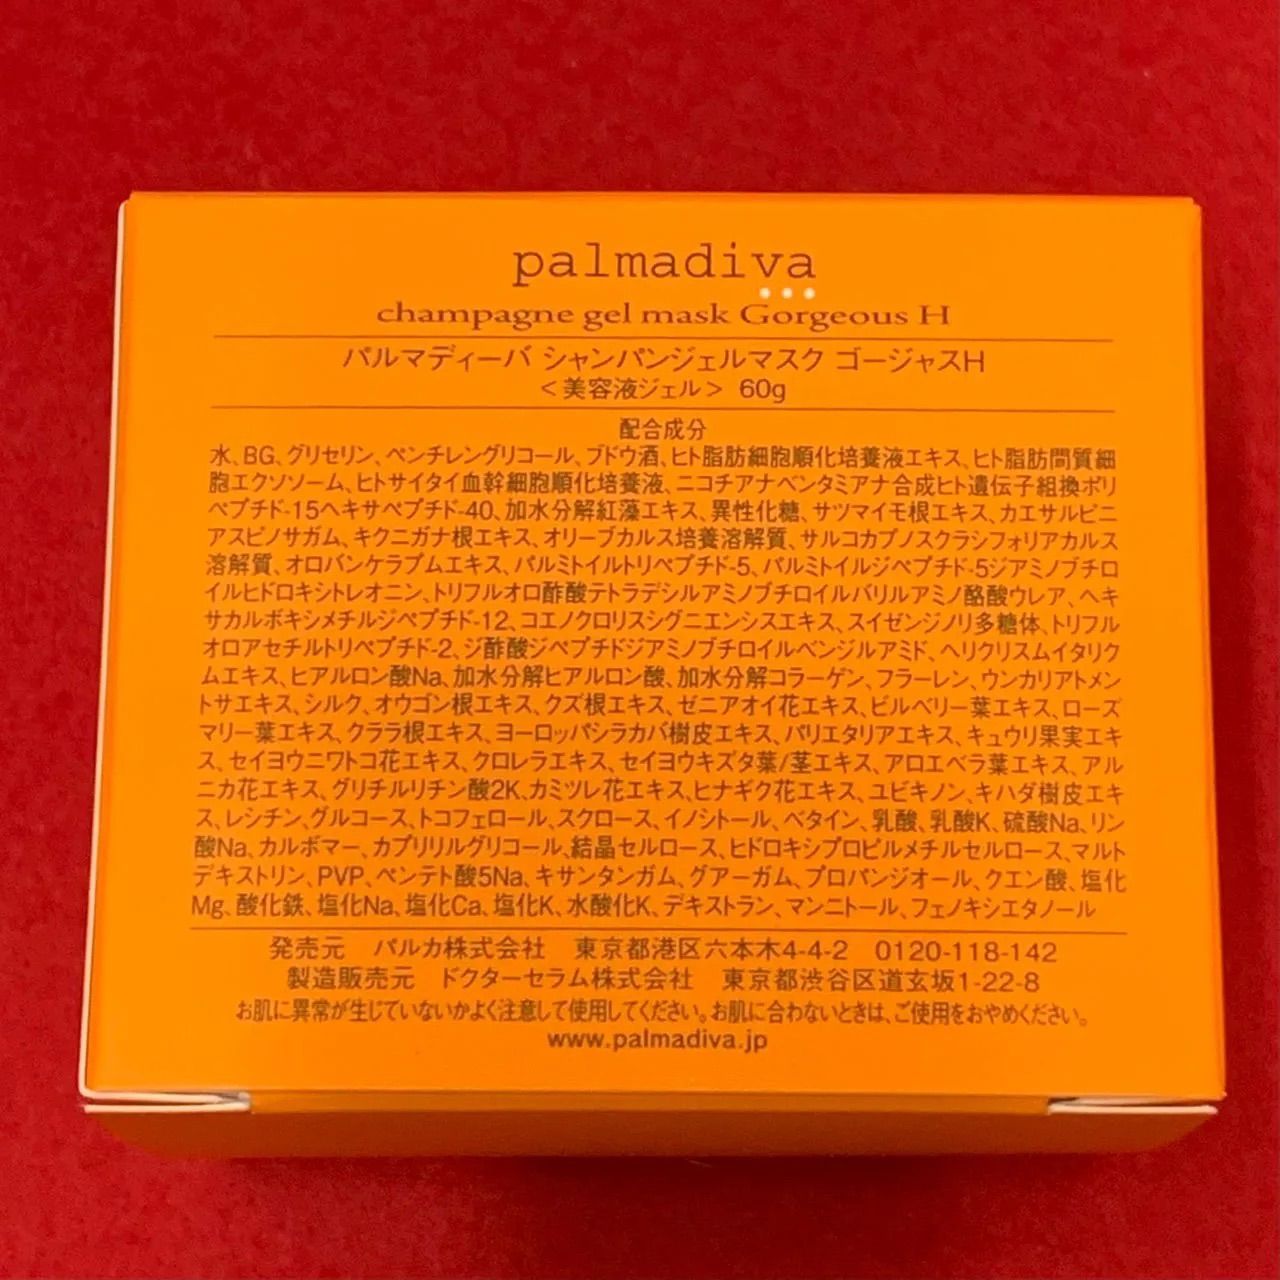 palmadiva
champagne gel mask Gorgeous H
パルマディーバ シャンパンジェルマスク ゴージャスH
＜美容液ジェル＞ 60g
配合成分
水、BG、グリセリン、ペンチレングリコール、ブドウ酒、ヒト脂肪細胞順化培養液エキス、ヒト脂肪間質細
胞エクソソーム、ヒトサイタイ血幹細胞順化培養液、ニコチアナベンタミアナ合成ヒト遺伝子組換ポリ
ペプチド-15ヘキサペプチド-40、加水分解紅藻エキス、異性化糖、サツマイモ根エキス、カエサルピニ
アスピノサガム、キクニガナ根エキス、オリーブカルス培養溶解質、サルコカプノスクラシフォリアカルス
溶解質、オロバンケラプムエキス、パルミトイルトリペプチド-5、パルミトイルジペプチド-5ジアミノブチロ
イルヒドロキシトレオニン、トリフルオロ酢酸テトラデシルアミノブチロイルバリルアミノ酪酸ウレア、ヘキ
サカルボキシメチルジペプチド-12、コエノクロリスシグニエンシスエキス、スイゼンジノリ多糖体、トリフル
オロアセチルトリペプチド-2、ジ酢酸ジペプチドジアミノブチロイルベンジルアミド、ヘリクリスムイタリク
ムエキス、ヒアルロン酸Na、加水分解ヒアルロン酸、加水分解コラーゲン、フラーレン、ウンカリアトメン
トサエキス、シルク、オウゴン根エキス、クズ根エキス、ゼニアオイ花エキス、ビルベリー葉エキス、ローズ
マリー葉エキス、クララ根エキス、ヨーロッパシラカバ樹皮エキス、パリエタリアエキス、キュウリ果実エキ
ス、セイヨウニワトコ花エキス、クロレラエキス、セイヨウキズタ葉/茎エキス、アロエベラ葉エキス、アル
ニカ花エキス、グリチルリチン酸2K、カミツレ花エキス、ヒナギク花エキス、ユビキノン、キハダ樹皮エキ
ス、レシチン、グルコース、トコフェロール、スクロース、イノシトール、ベタイン、乳酸、乳酸K、硫酸Na、リン
酸Na、カルボマー、カプリリルグリコール、結晶セルロース、ヒドロキシプロピルメチルセルロース、マルト
デキストリン、PVP、ペンテト酸5Na、キサンタンガム、グアーガム、プロパンジオール、クエン酸、塩化
Mg、酸化鉄、塩化Na、塩化Ca、塩化K、水酸化K、デキストラン、マンニトール、フェノキシエタノール
発売元　パルカ株式会社　東京都港区六本木4-4-2　0120-118-142
製造販売元　ドクターセラム株式会社　東京都渋谷区道玄坂1-22-8
お肌に異常が生じていないかよく注意して使用してください。お肌に合わないときは、ご使用をおやめください。
www.palmadiva.jp